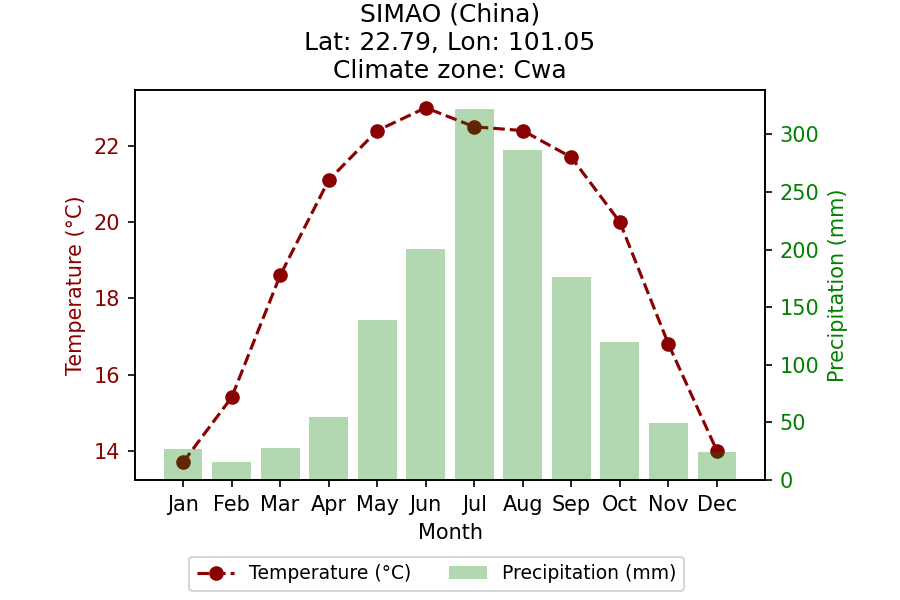 SIMAO (China)
Lat: 22.79, Lon: 101.05
Climate zone: Cwa
Temperature (°C)
22
20
18
16
14
300
250
200
150
100
50
0
Precipitation (mm)
Jan Feb Mar Apr May Jun Jul Aug Sep Oct Nov Dec
Month
Temperature (°C) Precipitation (mm)